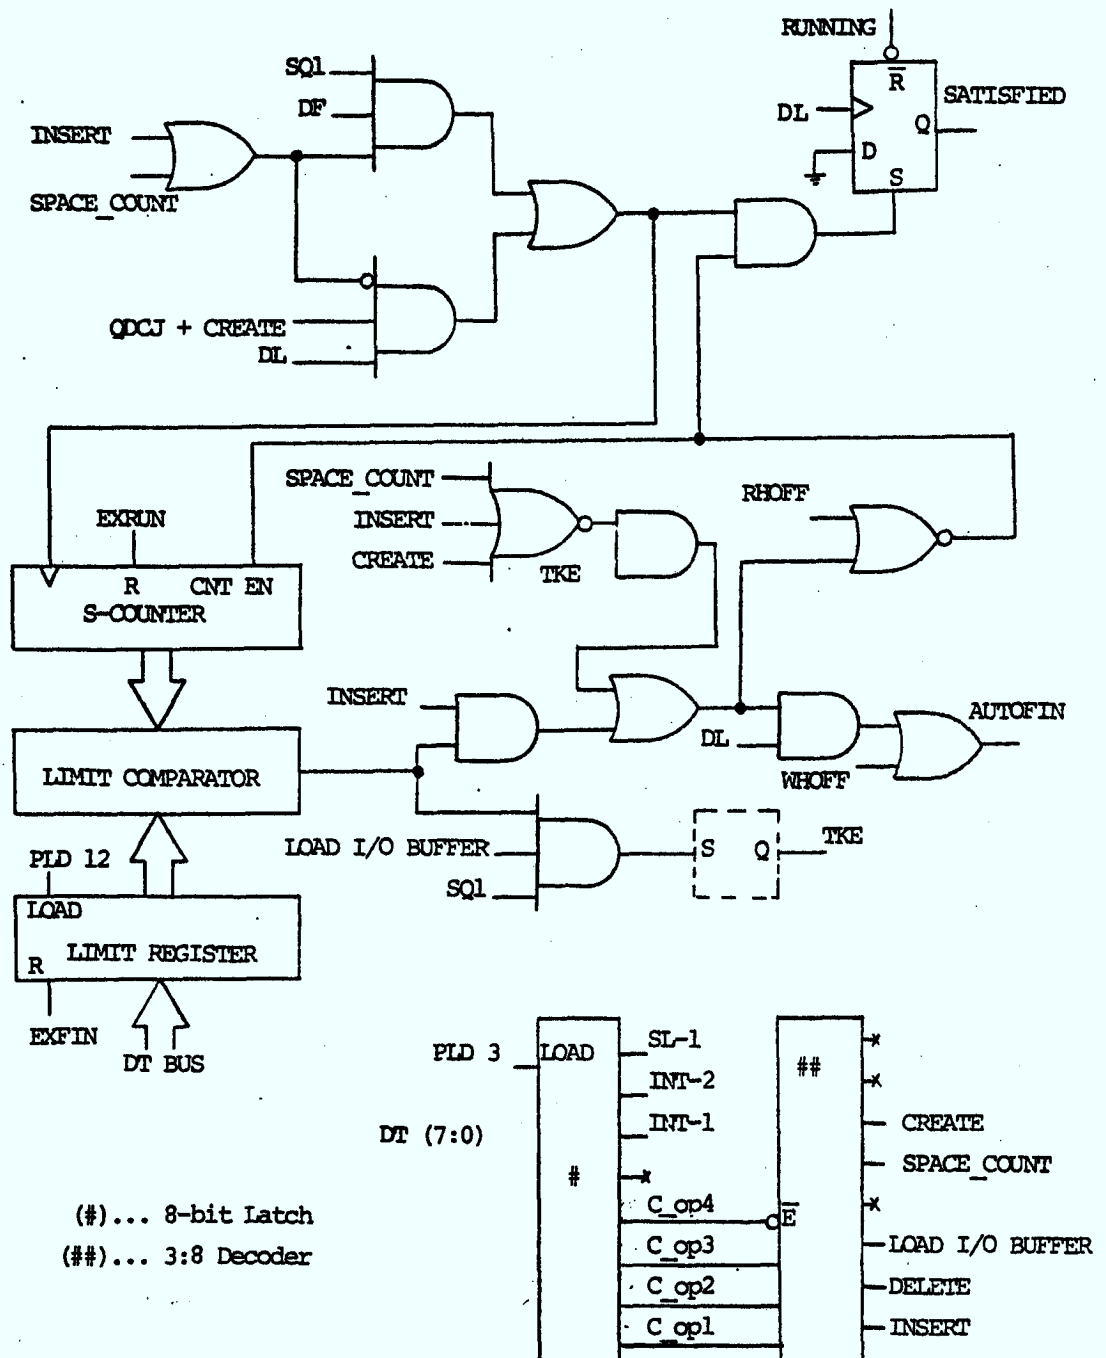 RUNNING
R
SQ1
DF
DL
SATISFIED
Q
INSERT
D
S
SPACE_COUNT
QDCJ + CREATE
DL
SPACE_COUNT
RHOFF
EXRUN
INSERT
CREATE
TKE
R CNT EN
S-COUNTER
INSERT
AUTOFIN
DL
LIMIT COMPARATOR
WHOFF
LOAD I/O BUFFER
S Q
TKE
PLD 12
SQ1
LOAD
LIMIT REGISTER
R
EXFIN
DT BUS
PLD 3
LOAD
SL-1
##
INT-2
INT-1
CREATE
DT (7:0)
SPACE_COUNT
#
x
C_op4
E
(#)... 8-bit Latch
C_op3
LOAD I/O BUFFER
(##)... 3:8 Decoder
C_op2
DELETE
C_op1
INSERT